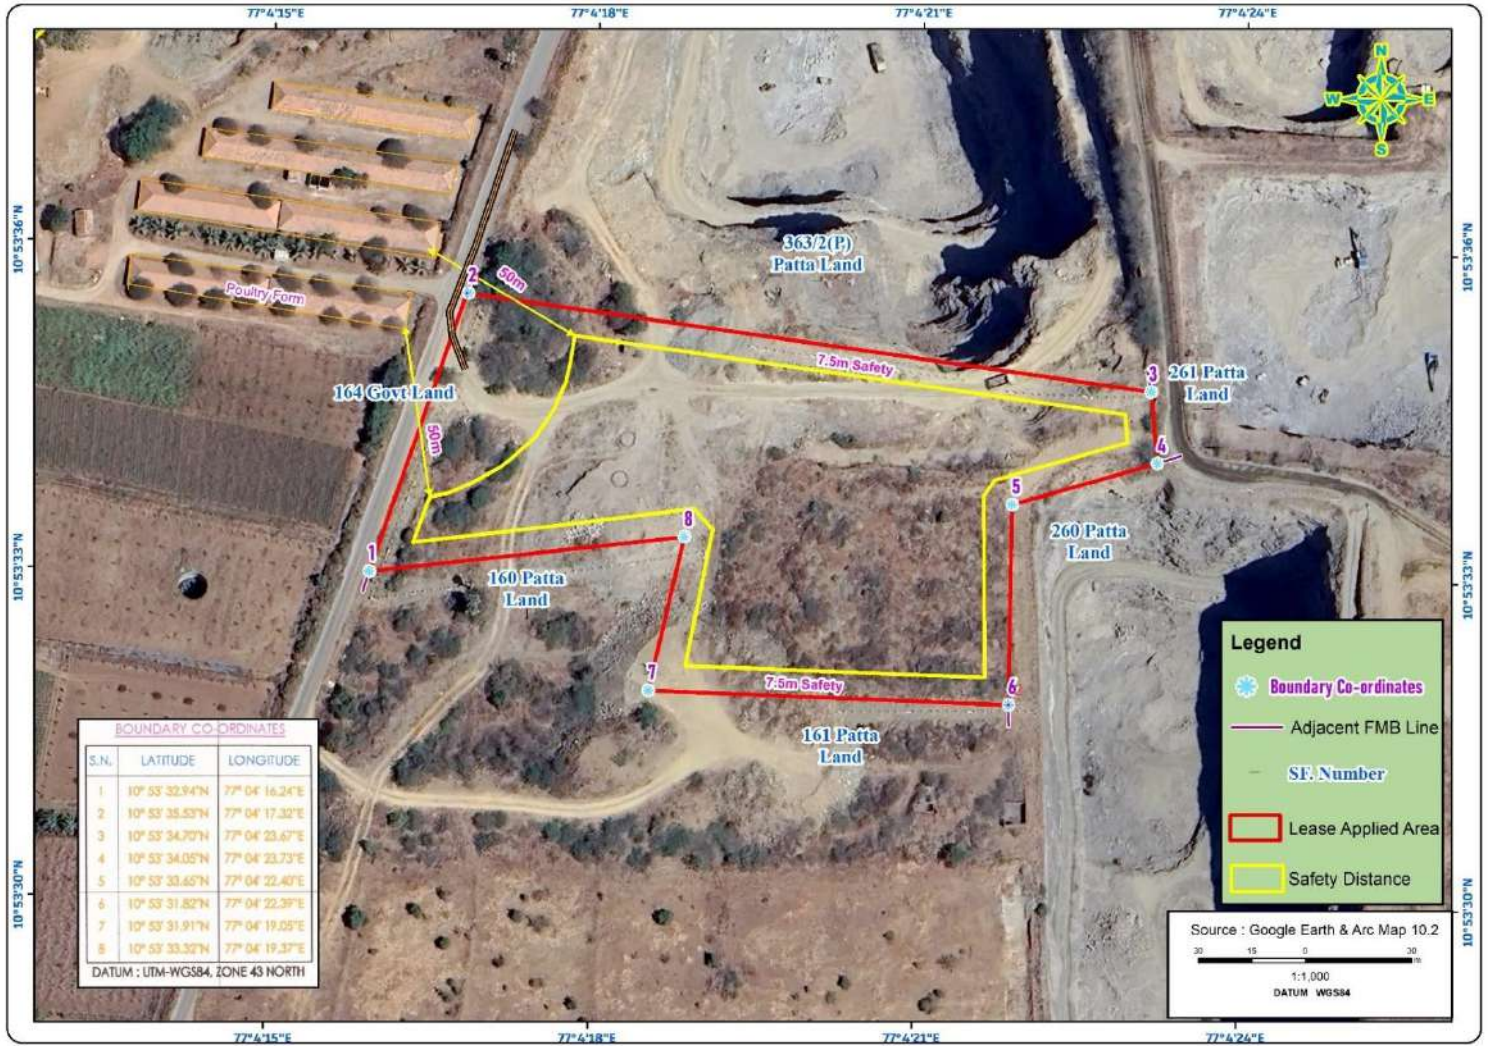 77°4'15"E
77°4'18"E
77°4'21"E
77°4'24"E
N
W
E
S
10°53'36"N
10°53'36"N
363/2(P)
Patta Land
2
50m
Poultry Form
7.5m Safety
3
261 Patta
Land
164 Govt Land
50m
4
5
8
260 Patta
Land
1
160 Patta
Land
10°53'33"N
10°53'33"N
7
7.5m Safety
6
161 Patta
Land
Legend
Boundary Co-ordinates
Adjacent FMB Line
SF. Number
Lease Applied Area
Safety Distance
BOUNDARY CO-ORDINATES
S.N. LATITUDE LONGITUDE
1 10° 53' 32.94"N 77° 04' 16.24"E
2 10° 53' 35.53"N 77° 04' 17.32"E
3 10° 53' 34.70"N 77° 04' 23.67"E
4 10° 53' 34.05"N 77° 04' 23.73"E
5 10° 53' 33.65"N 77° 04' 22.40"E
6 10° 53' 31.82"N 77° 04' 22.39"E
7 10° 53' 31.91"N 77° 04' 19.05"E
8 10° 53' 33.32"N 77° 04' 19.37"E
DATUM : UTM-WGS84, ZONE 43 NORTH
10°53'30"N
10°53'30"N
Source : Google Earth & Arc Map 10.2
30 15 0 30
m
1:1,000
DATUM WGS84
77°4'15"E
77°4'18"E
77°4'21"E
77°4'24"E